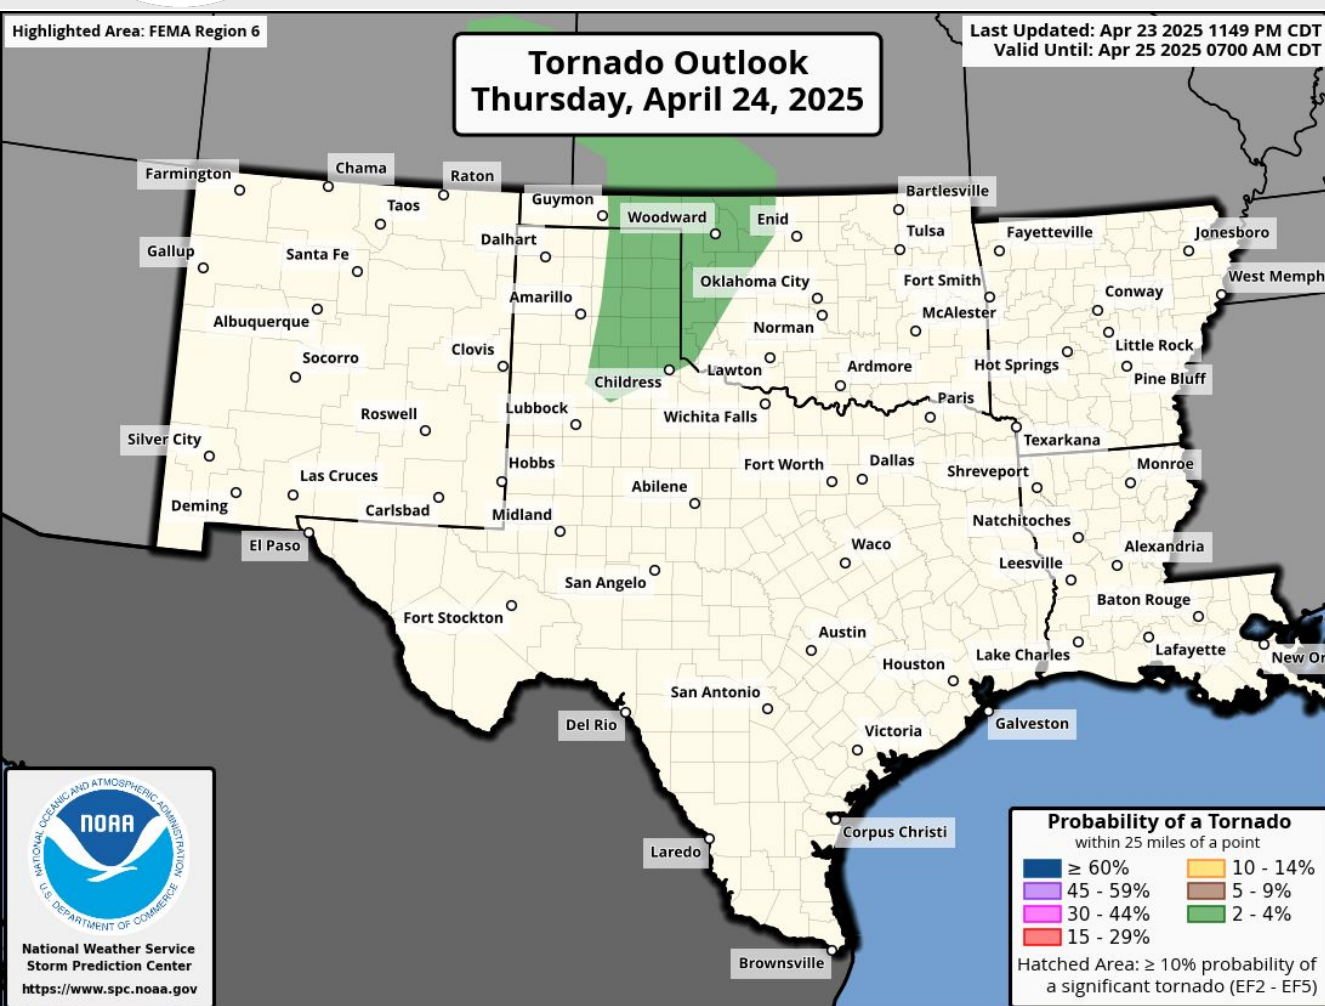 Highlighted Area: FEMA Region 6
Last Updated: Apr 23 2025 1149 PM CDT
Valid Until: Apr 25 2025 0700 AM CDT
Tornado Outlook
Thursday, April 24, 2025
Farmington
Chama
Raton
Taos
Guymon
Woodward
Enid
Bartlesville
Gallup
Santa Fe
Dalhart
Tulsa
Fayetteville
Jonesboro
Amarillo
Oklahoma City
Fort Smith
Conway
West Memph
Albuquerque
Norman
McAlester
Socorro
Clovis
Childress
Lawton
Ardmore
Hot Springs
Little Rock
Pine Bluff
Roswell
Lubbock
Wichita Falls
Paris
Silver City
Texarkana
Las Cruces
Hobbs
Abilene
Fort Worth
Dallas
Shreveport
Monroe
Deming
Carlsbad
Midland
Natchitoches
El Paso
San Angelo
Waco
Leesville
Alexandria
Fort Stockton
Baton Rouge
Austin
Houston
Lake Charles
Lafayette
New Or
San Antonio
Del Rio
Victoria
Galveston
Corpus Christi
Laredo
Brownsville
NATIONAL OCEANIC AND ATMOSPHERIC ADMINISTRATION
NOAA
U.S. DEPARTMENT OF COMMERCE
National Weather Service
Storm Prediction Center
https://www.spc.noaa.gov
Probability of a Tornado
within 25 miles of a point
≥ 60%
10 - 14%
45 - 59%
5 - 9%
30 - 44%
2 - 4%
15 - 29%
Hatched Area: ≥ 10% probability of
a significant tornado (EF2 - EF5)